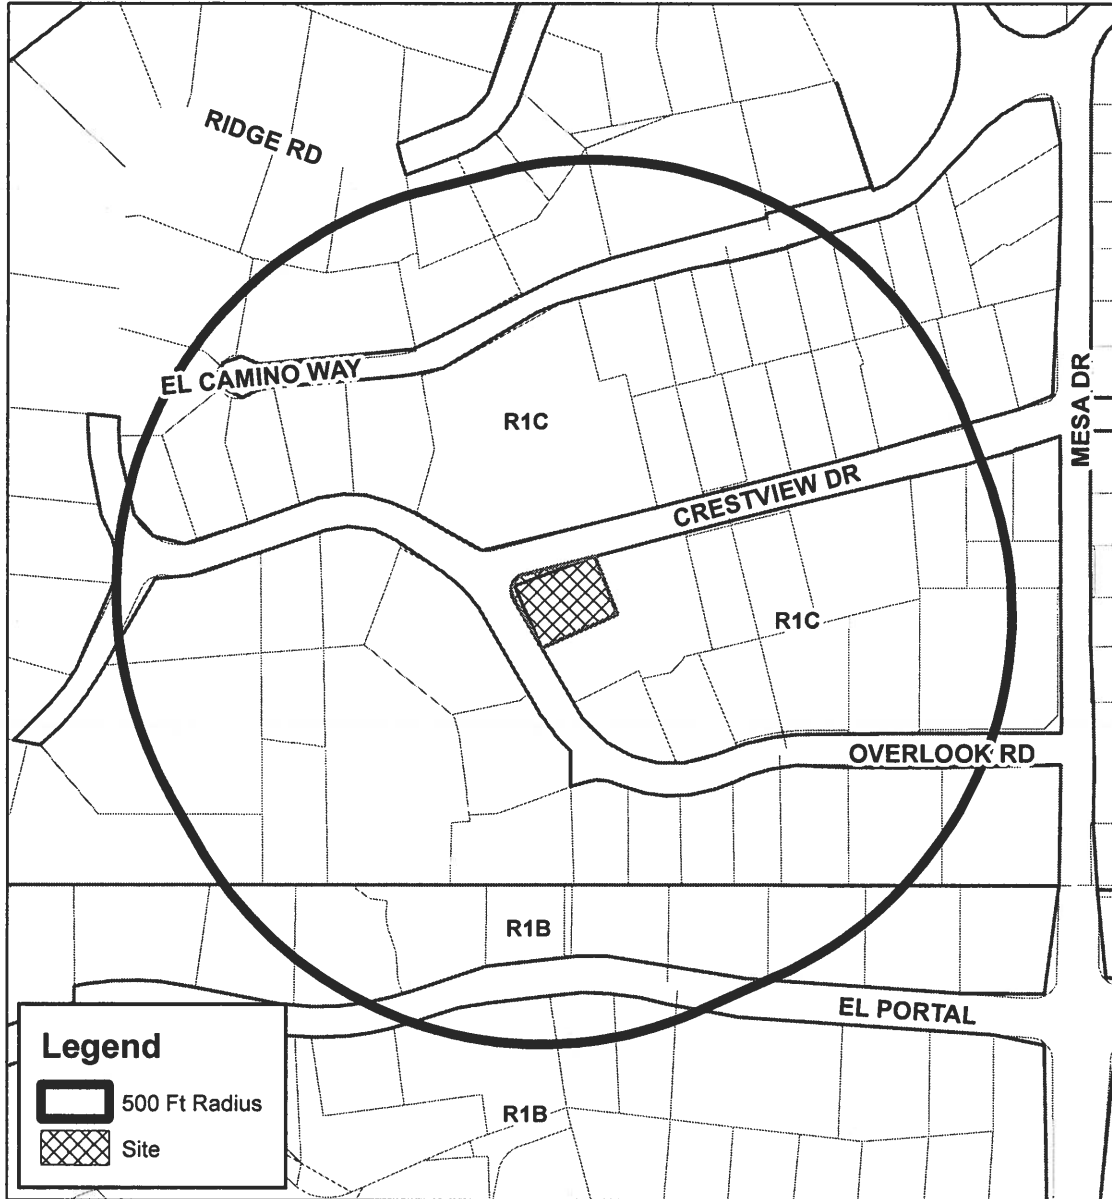 RIDGE RD
EL CAMINO WAY
R1C
MESA DR
CRESTVIEW DR
R1C
OVERLOOK RD
R1B
EL PORTAL
Legend
500 Ft Radius
Site
R1B